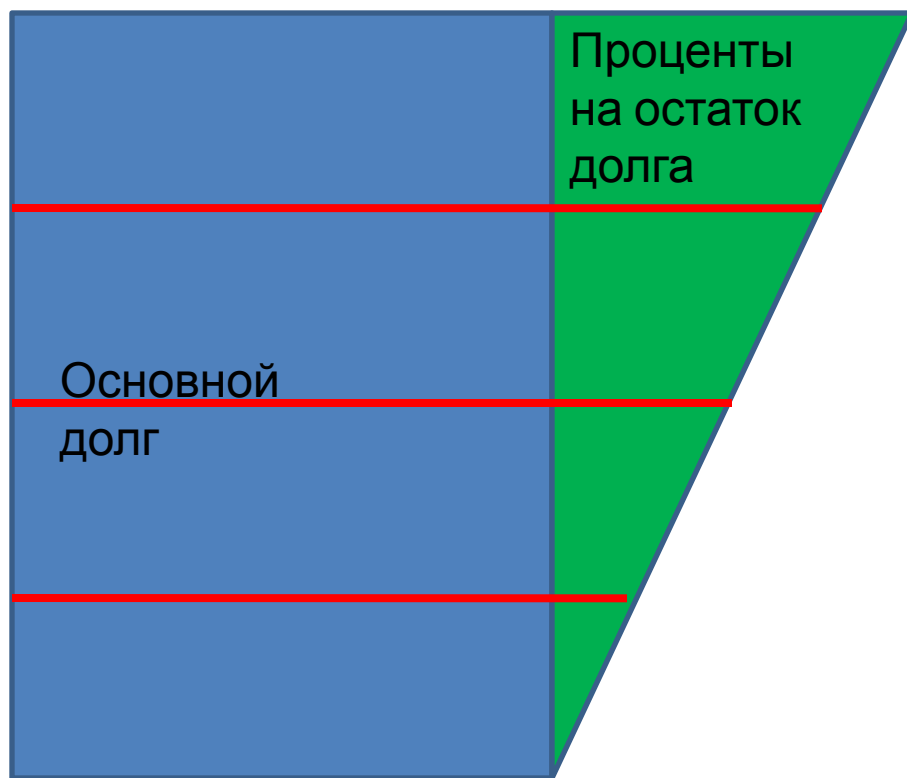 Проценты
на остаток
долга
Основной
долг